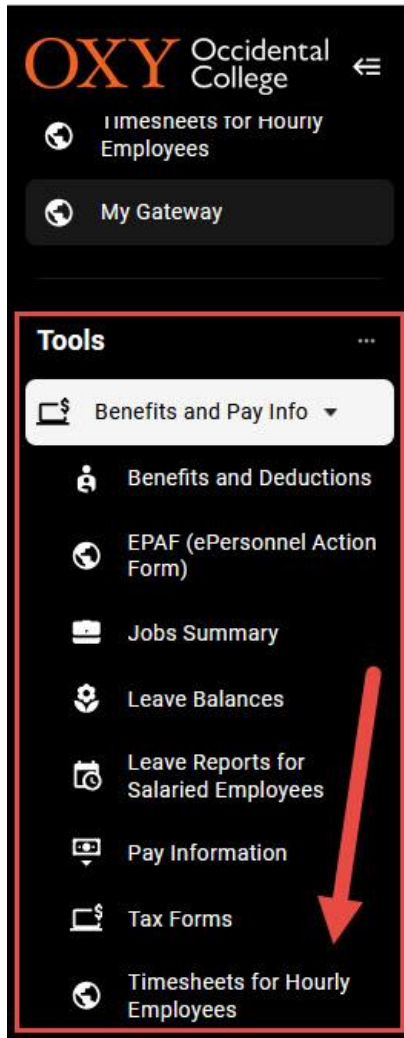 OXY Occidental
College
Timesheets for Hourly
Employees
My Gateway
Tools
Benefits and Pay Info
Benefits and Deductions
EPAF (ePersonnel Action
Form)
Jobs Summary
Leave Balances
Leave Reports for
Salaried Employees
Pay Information
Tax Forms
Timesheets for Hourly
Employees